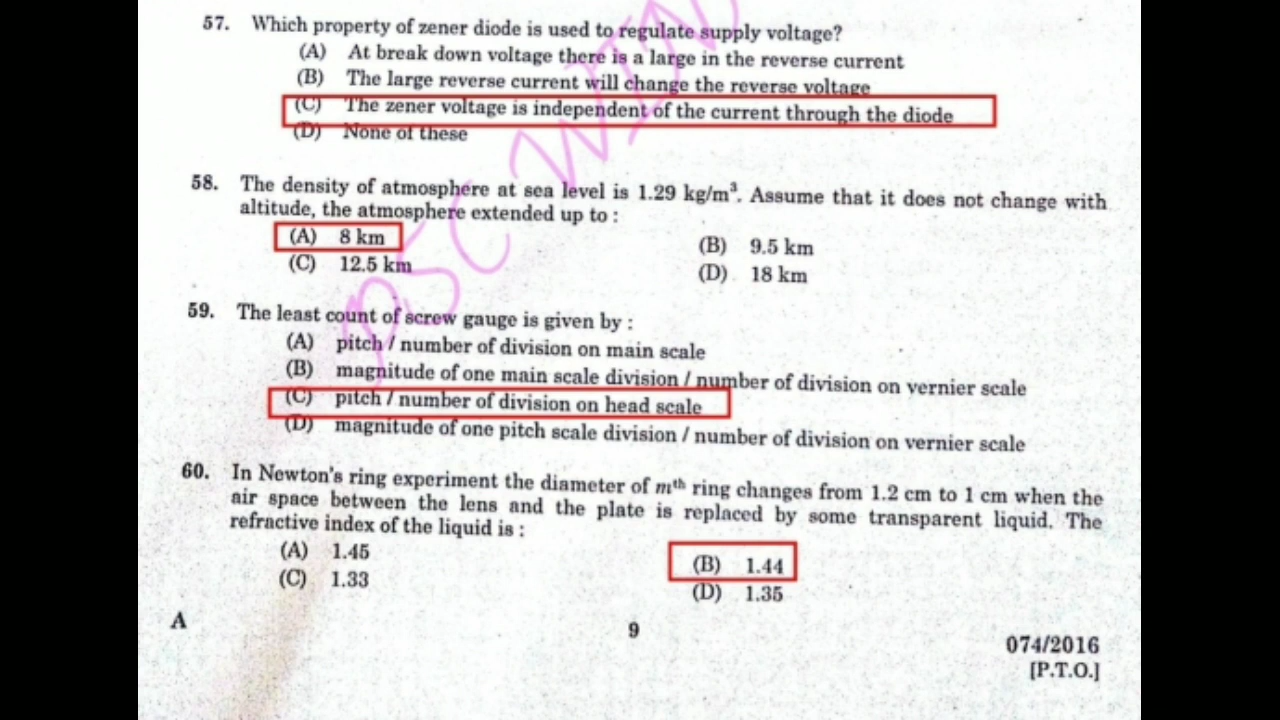 57. Which property of zener diode is used to regulate supply voltage?
(A) At break down voltage there is a large in the reverse current
(B) The large reverse current will change the reverse voltage
(C) The zener voltage is independent of the current through the diode
(D) None of these
58. The density of atmosphere at sea level is 1.29 kg/m³. Assume that it does not change with
altitude, the atmosphere extended up to :
(A) 8 km (B) 9.5 km
(C) 12.5 km (D) 18 km
59. The least count of screw gauge is given by :
(A) pitch / number of division on main scale
(B) magnitude of one main scale division / number of division on vernier scale
(C) pitch / number of division on head scale
(D) magnitude of one pitch scale division / number of division on vernier scale
60. In Newton's ring experiment the diameter of mᵗʰ ring changes from 1.2 cm to 1 cm when the
air space between the lens and the plate is replaced by some transparent liquid. The
refractive index of the liquid is :
(A) 1.45 (B) 1.44
(C) 1.33 (D) 1.35
A 9 074/2016
[P.T.O.]
PSC